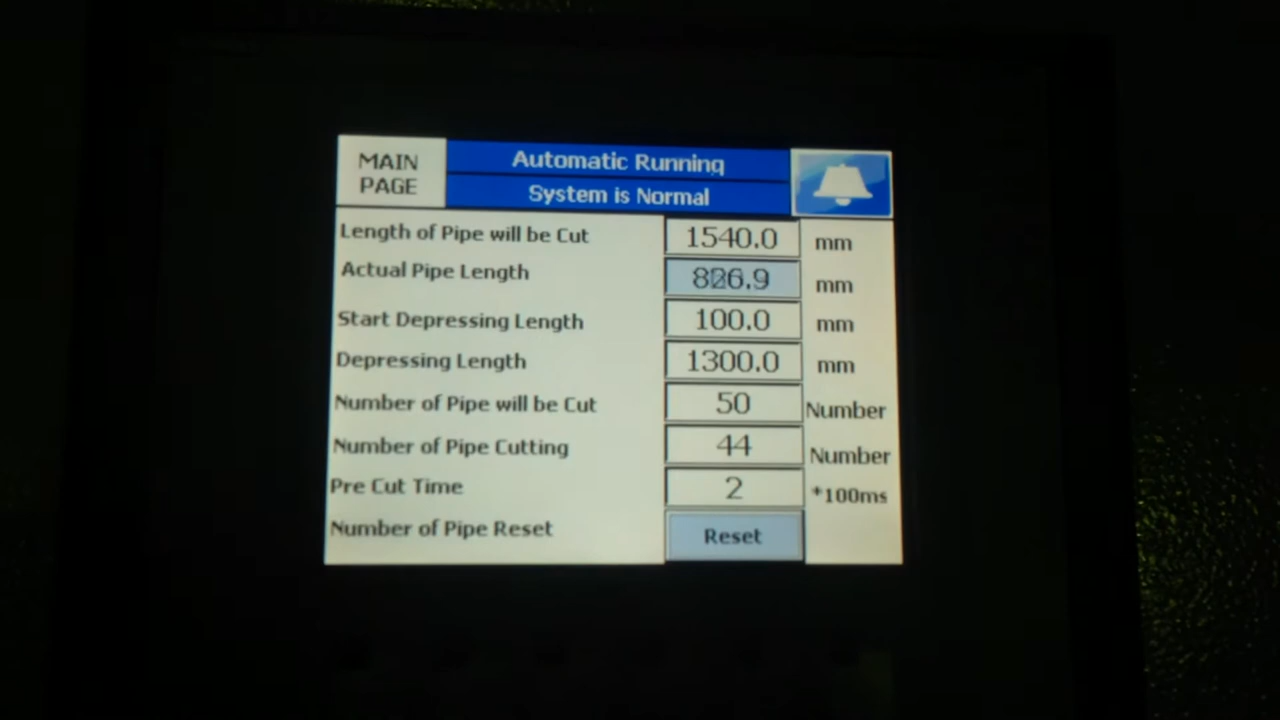 MAIN
PAGE
Automatic Running
System is Normal
Length of Pipe will be Cut 1540.0 mm
Actual Pipe Length mm
Start Depressing Length 100.0 mm
Depressing Length 1300.0 mm
Number of Pipe will be Cut 50 Number
Number of Pipe Cutting 44 Number
Pre Cut Time 2 *100ms
Number of Pipe Reset Reset